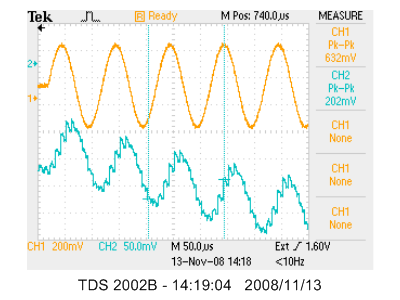 Tek R Ready M Pos: 740.0µs MEASURE
CH1
Pk-Pk
632mV
2+
CH2
Pk-Pk
202mV
1+
CH1
None
CH1
None
CH1
None
CH1 200mV CH2 50.0mV M 50.0µs Ext 1.60V
13-Nov-08 14:18 <10Hz
TDS 2002B - 14:19:04 2008/11/13